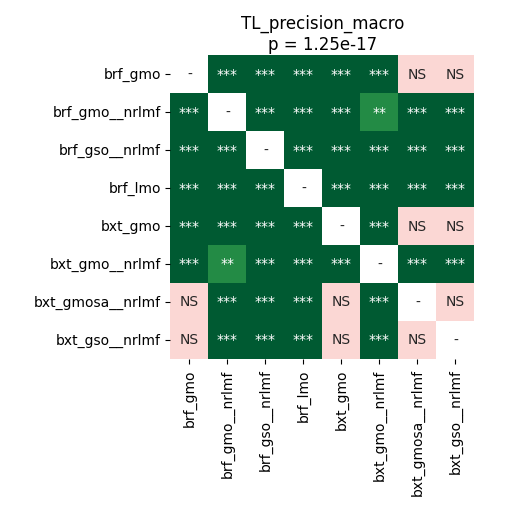 TL_precision_macro
p = 1.25e-17
brf_gmo - *** *** *** *** *** NS NS
brf_gmo__nrlmf *** - *** *** *** ** *** ***
brf_gso__nrlmf *** *** - *** *** *** *** ***
brf_lmo *** *** *** - *** *** *** ***
bxt_gmo *** *** *** *** - *** NS NS
bxt_gmo__nrlmf *** ** *** *** *** - *** ***
bxt_gmosa__nrlmf NS *** *** *** NS *** - NS
bxt_gso__nrlmf NS *** *** *** NS *** NS -
brf_gmo
brf_gmo__nrlmf
brf_gso__nrlmf
brf_lmo
bxt_gmo
bxt_gmo__nrlmf
bxt_gmosa__nrlmf
bxt_gso__nrlmf